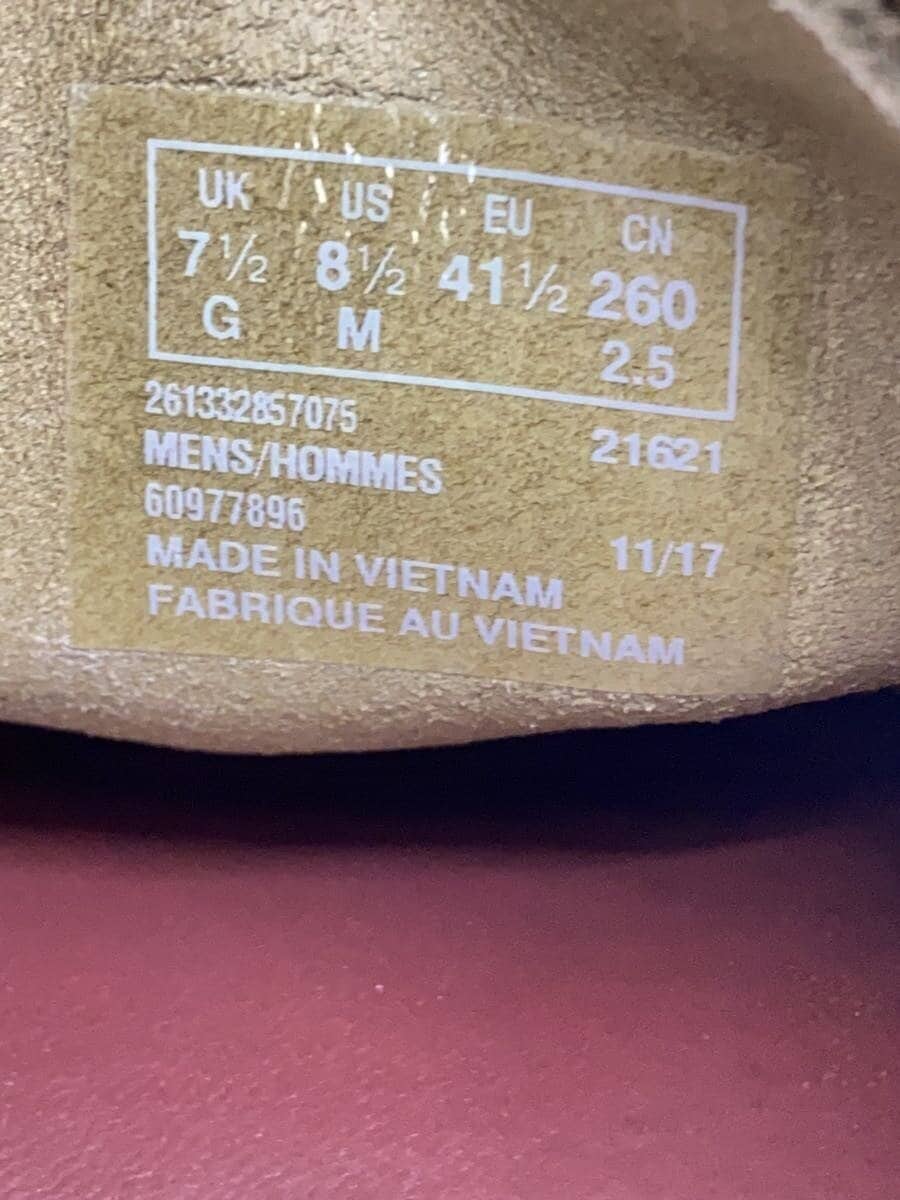 UK US EU CN
7½ 8½ 41½ 260
G M 2.5
261332857075 21621
MENS/HOMMES
60977896 11/17
MADE IN VIETNAM
FABRIQUE AU VIETNAM